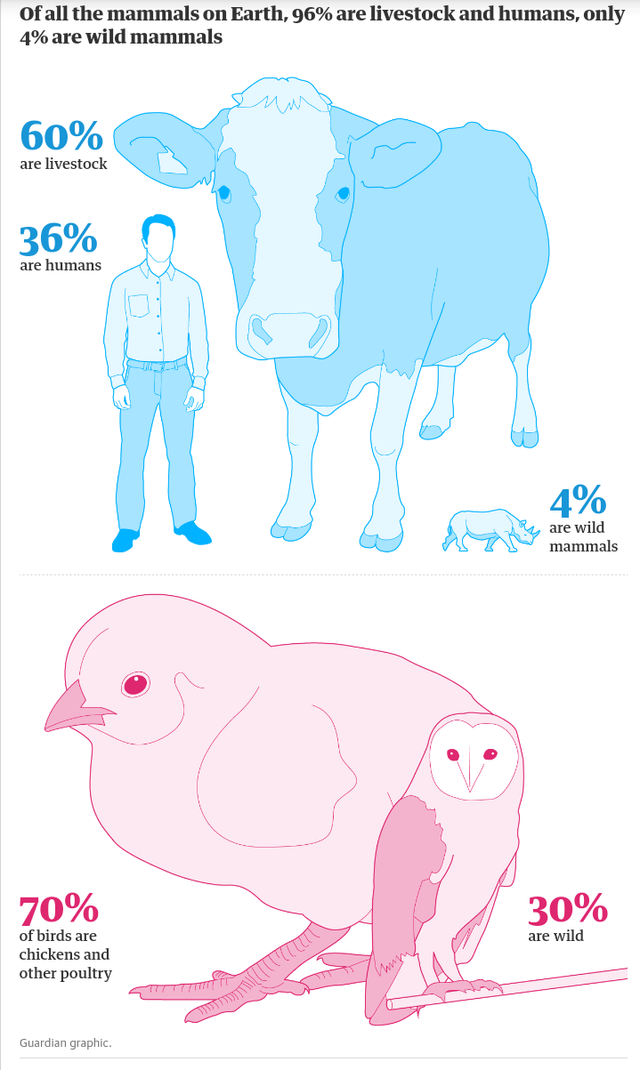 Of all the mammals on Earth, 96% are livestock and humans, only
4% are wild mammals
60%
are livestock
36%
are humans
4%
are wild
mammals
70%
of birds are
chickens and
other poultry
30%
are wild
Guardian graphic.